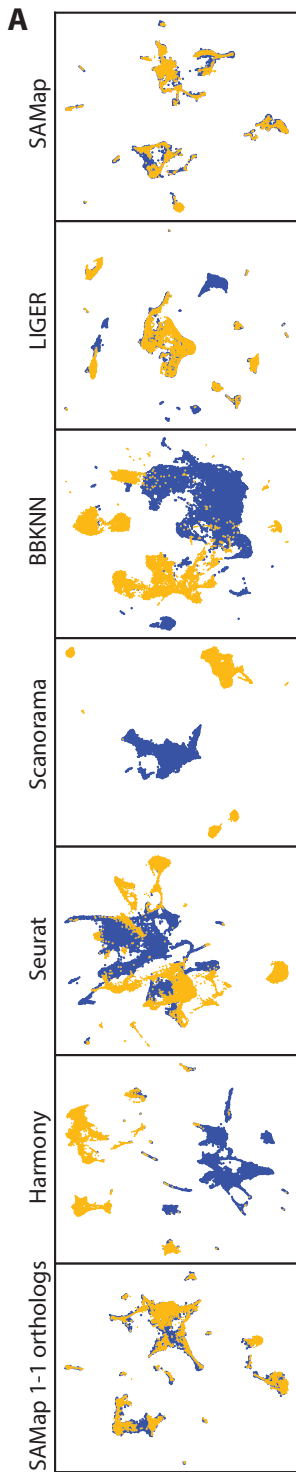 A
SAMap
LIGER
BBKNN
Scanorama
Seurat
Harmony
SAMap 1-1 orthologs